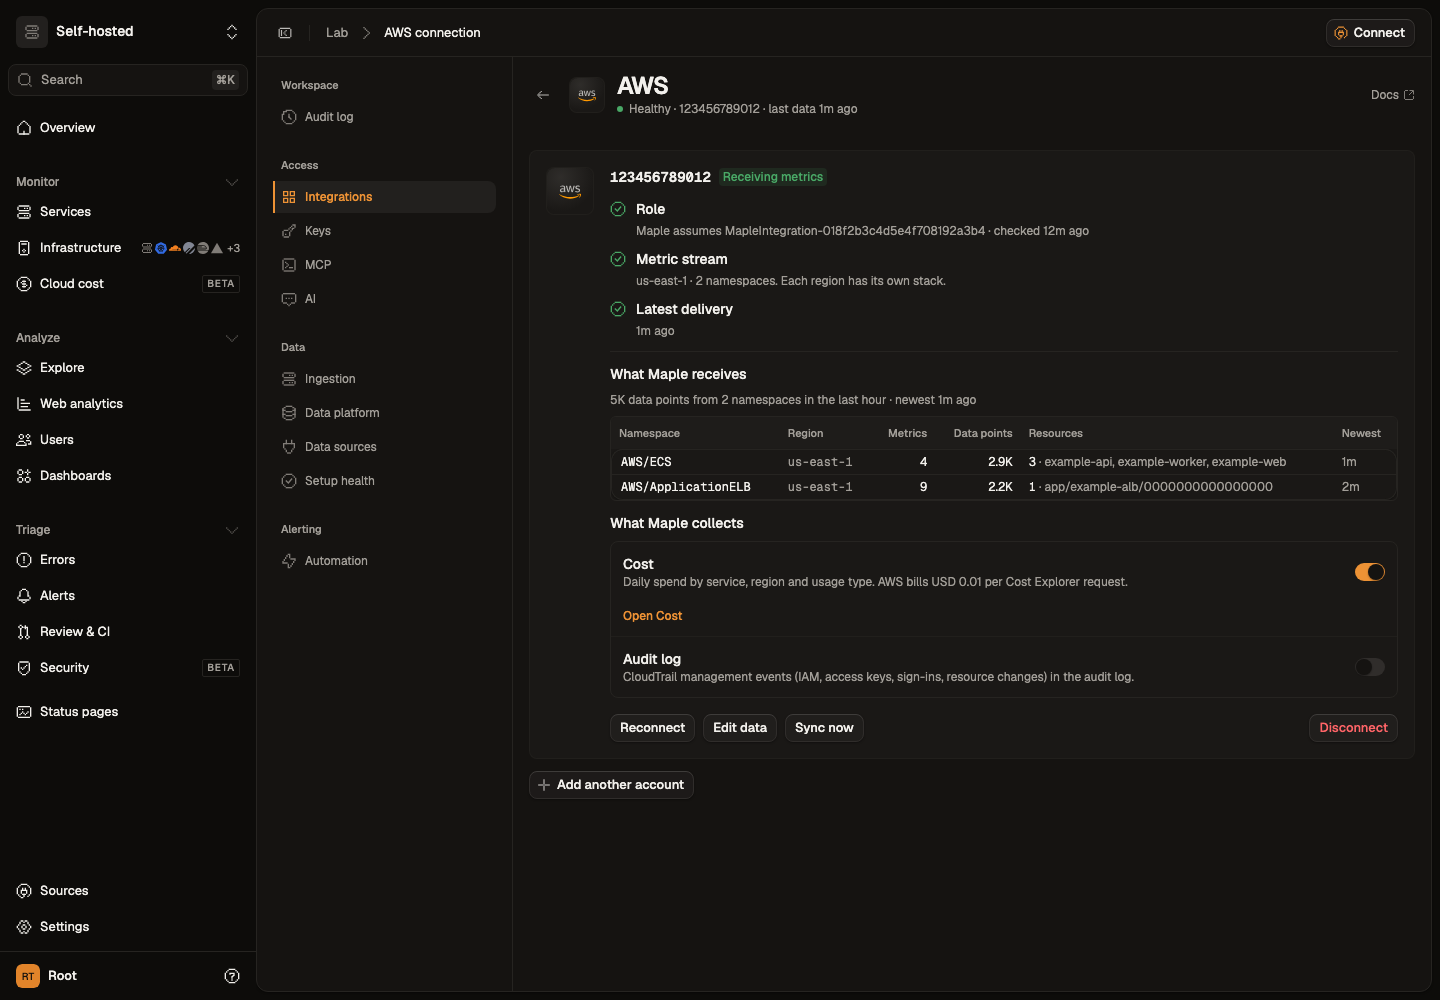 Self-hosted
Search ⌘K
Overview
Monitor
Services
Infrastructure +3
Cloud cost BETA
Analyze
Explore
Web analytics
Users
Dashboards
Triage
Errors
Alerts
Review & CI
Security BETA
Status pages
Sources
Settings
RT Root
Lab AWS connection
Connect
Workspace
Audit log
Access
Integrations
Keys
MCP
AI
Data
Ingestion
Data platform
Data sources
Setup health
Alerting
Automation
aws AWS
Healthy · 123456789012 · last data 1m ago
Docs
aws 123456789012 Receiving metrics
Role
Maple assumes MapleIntegration-018f2b3c4d5e4f708192a3b4 · checked 12m ago
Metric stream
us-east-1 · 2 namespaces. Each region has its own stack.
Latest delivery
1m ago
What Maple receives
5K data points from 2 namespaces in the last hour · newest 1m ago
Namespace Region Metrics Data points Resources Newest
AWS/ECS us-east-1 4 2.9K 3 · example-api, example-worker, example-web 1m
AWS/ApplicationELB us-east-1 9 2.2K 1 · app/example-alb/0000000000000000 2m
What Maple collects
Cost
Daily spend by service, region and usage type. AWS bills USD 0.01 per Cost Explorer request.
Open Cost
Audit log
CloudTrail management events (IAM, access keys, sign-ins, resource changes) in the audit log.
Reconnect Edit data Sync now Disconnect
Add another account